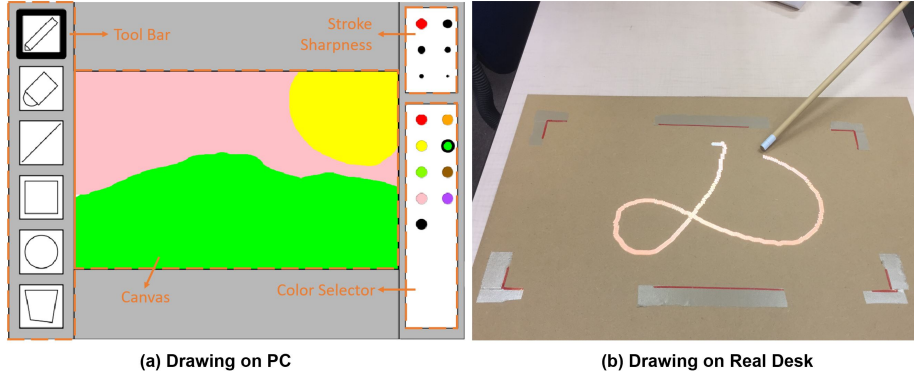 Tool Bar
Stroke
Sharpness
Canvas
Color Selector
(a) Drawing on PC
(b) Drawing on Real Desk